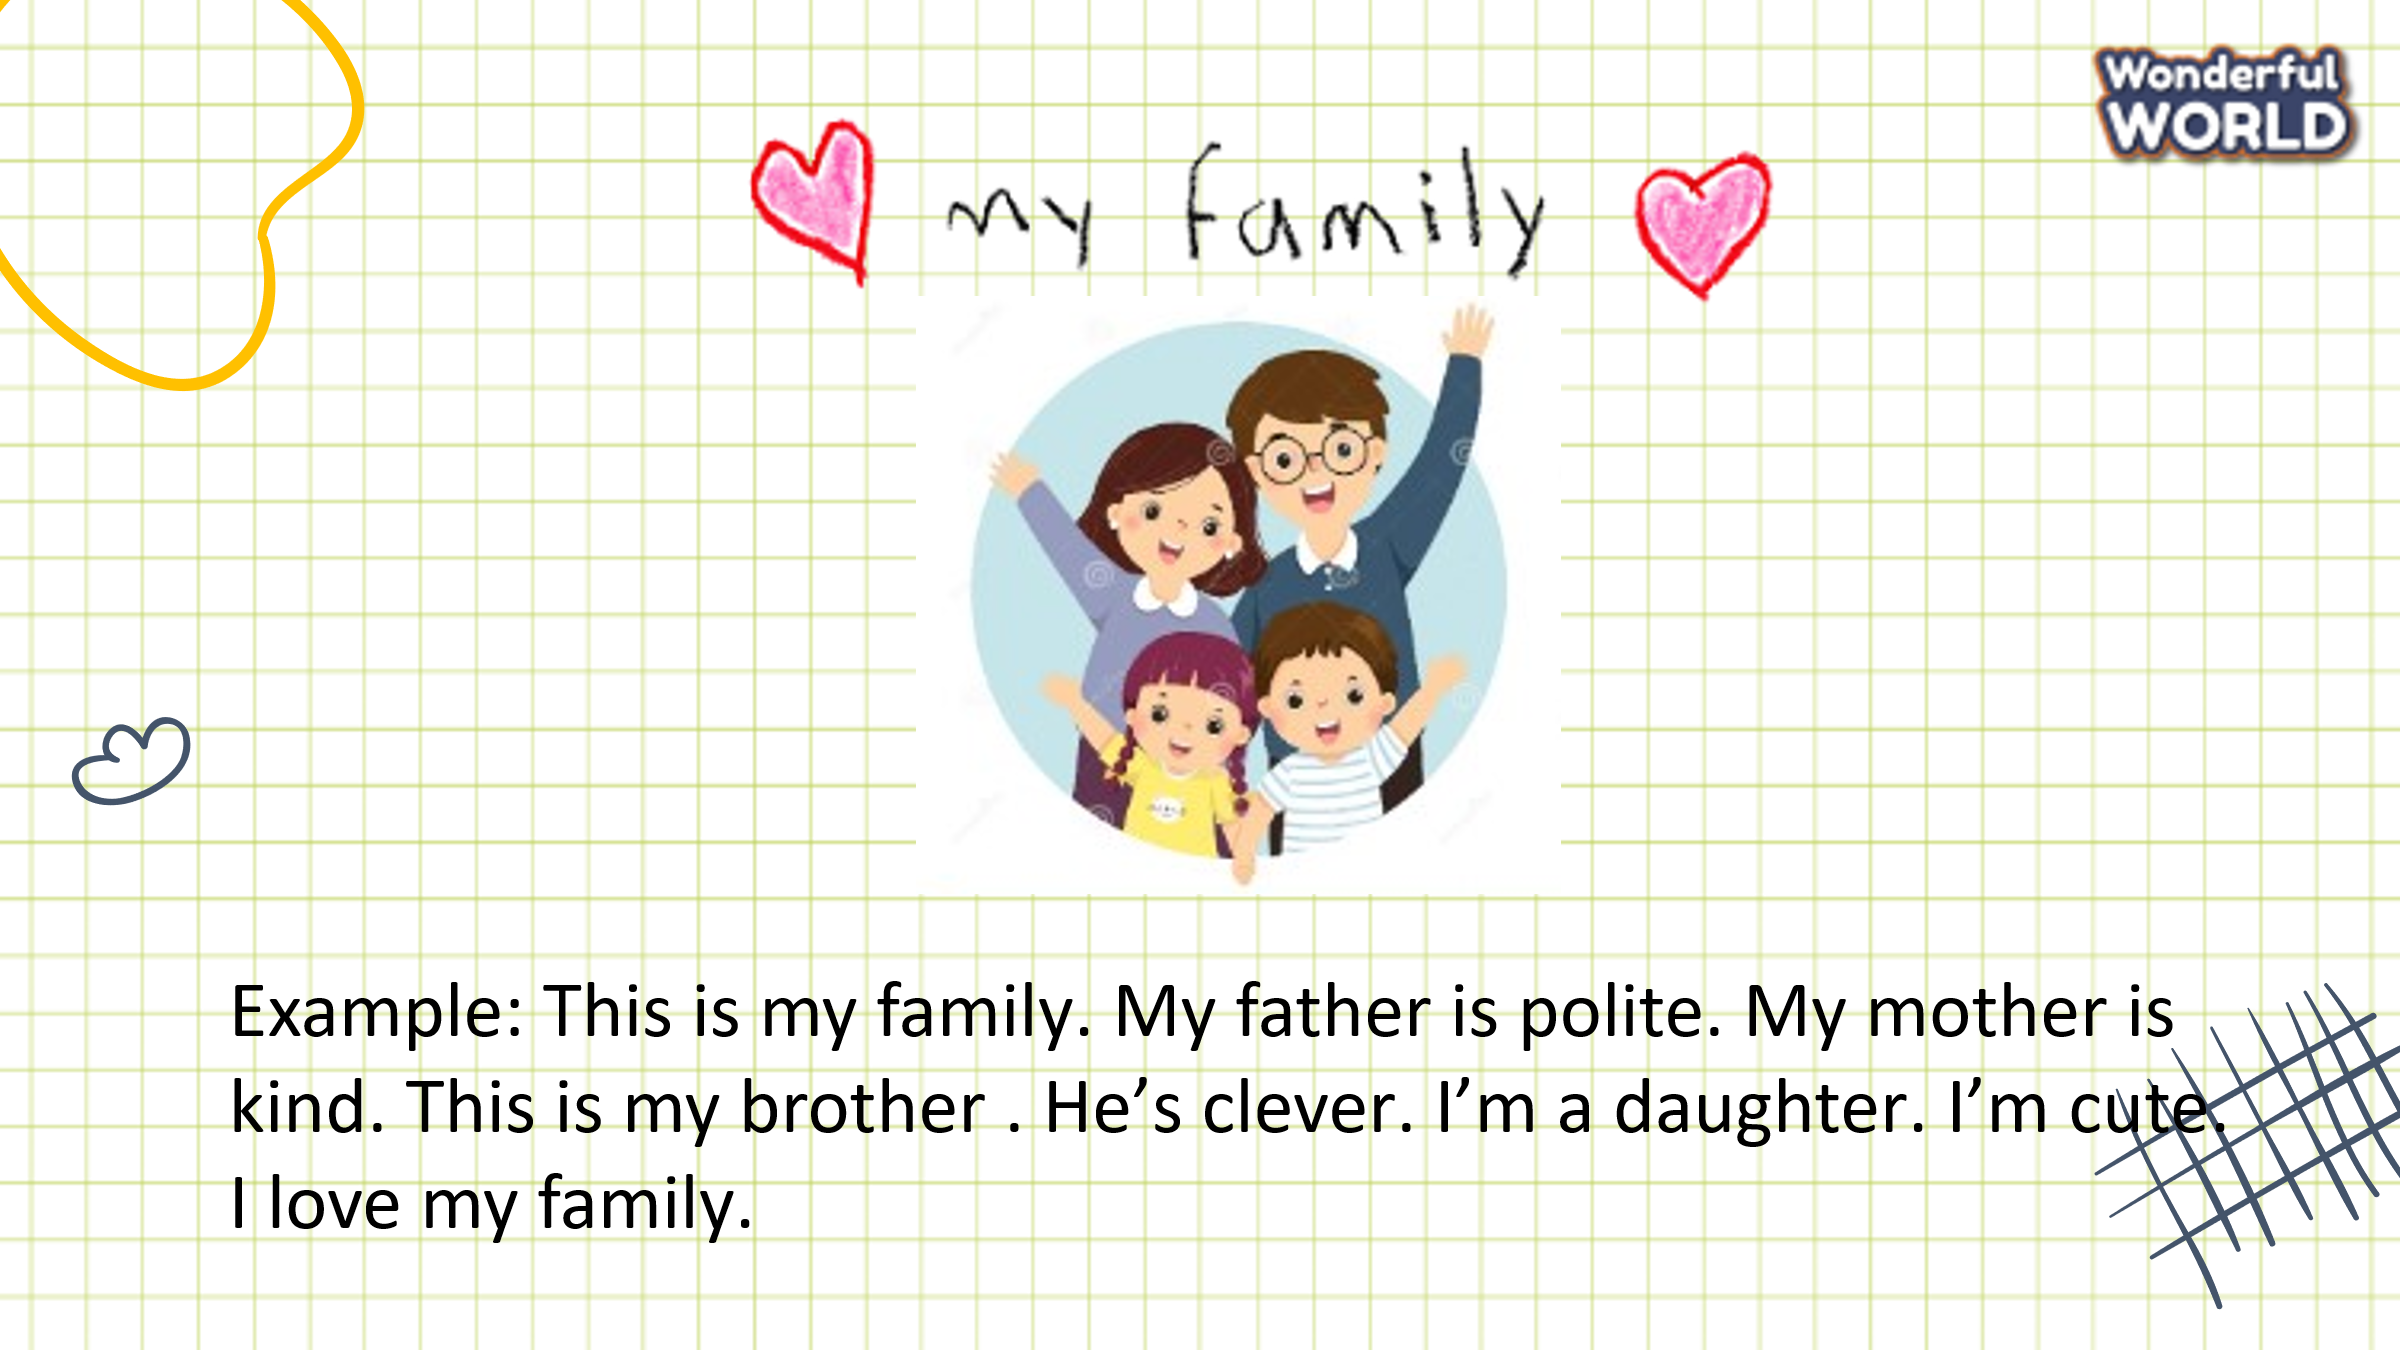 Wonderful
WORLD
my family
Example: This is my family. My father is polite. My mother is
kind. This is my brother . He’s clever. I’m a daughter. I’m cute.
I love my family.